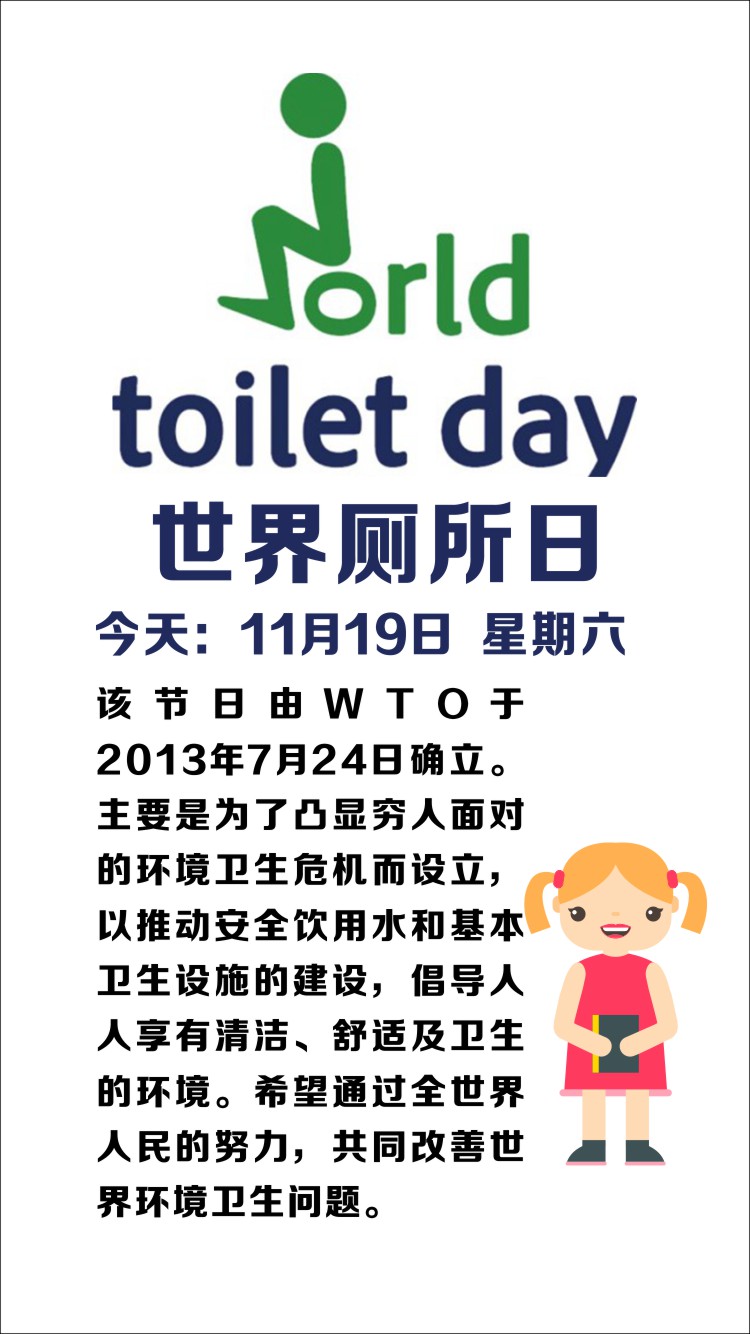 World
toilet day
世界厕所日
今天：11月19日 星期六
该节日由WTO于
2013年7月24日确立。
主要是为了凸显穷人面对
的环境卫生危机而设立，
以推动安全饮用水和基本
卫生设施的建设，倡导人
人享有清洁、舒适及卫生
的环境。希望通过全世界
人民的努力，共同改善世
界环境卫生问题。